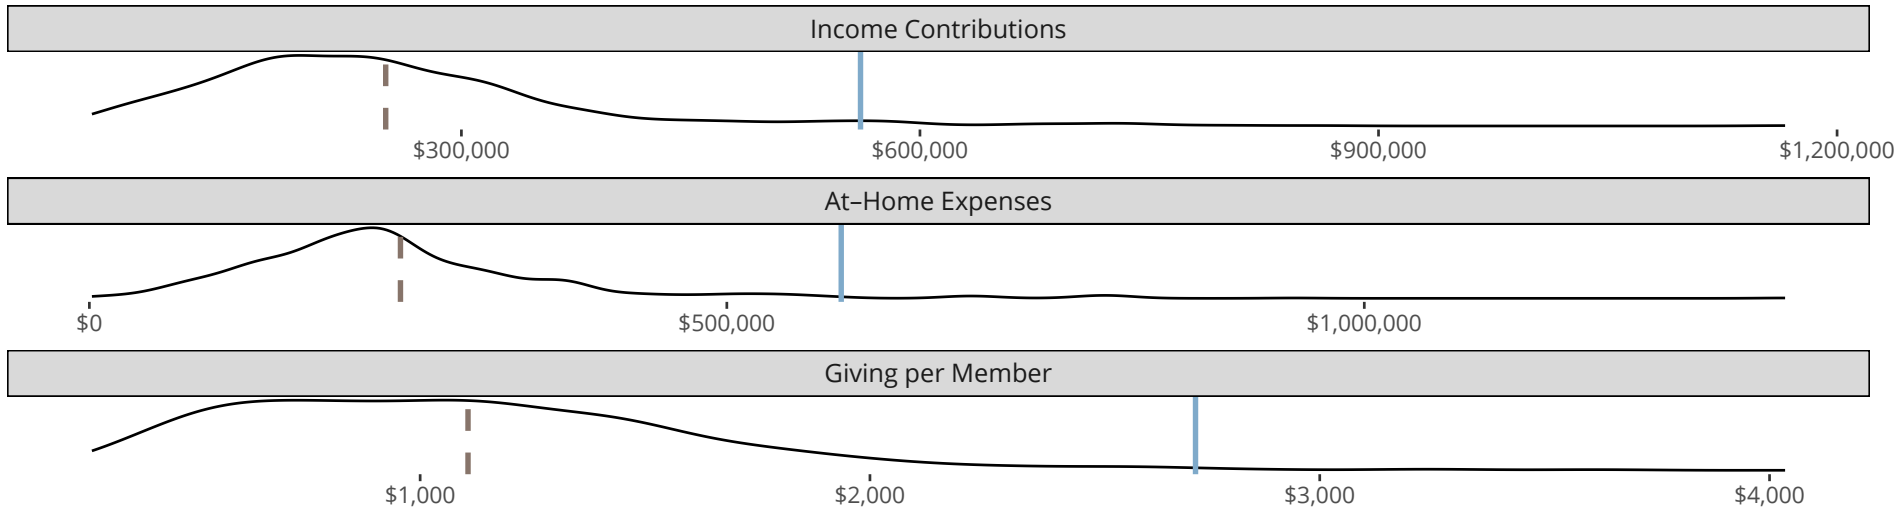 Income Contributions
$300,000 $600,000 $900,000 $1,200,000
At–Home Expenses
$0 $500,000 $1,000,000
Giving per Member
$1,000 $2,000 $3,000 $4,000